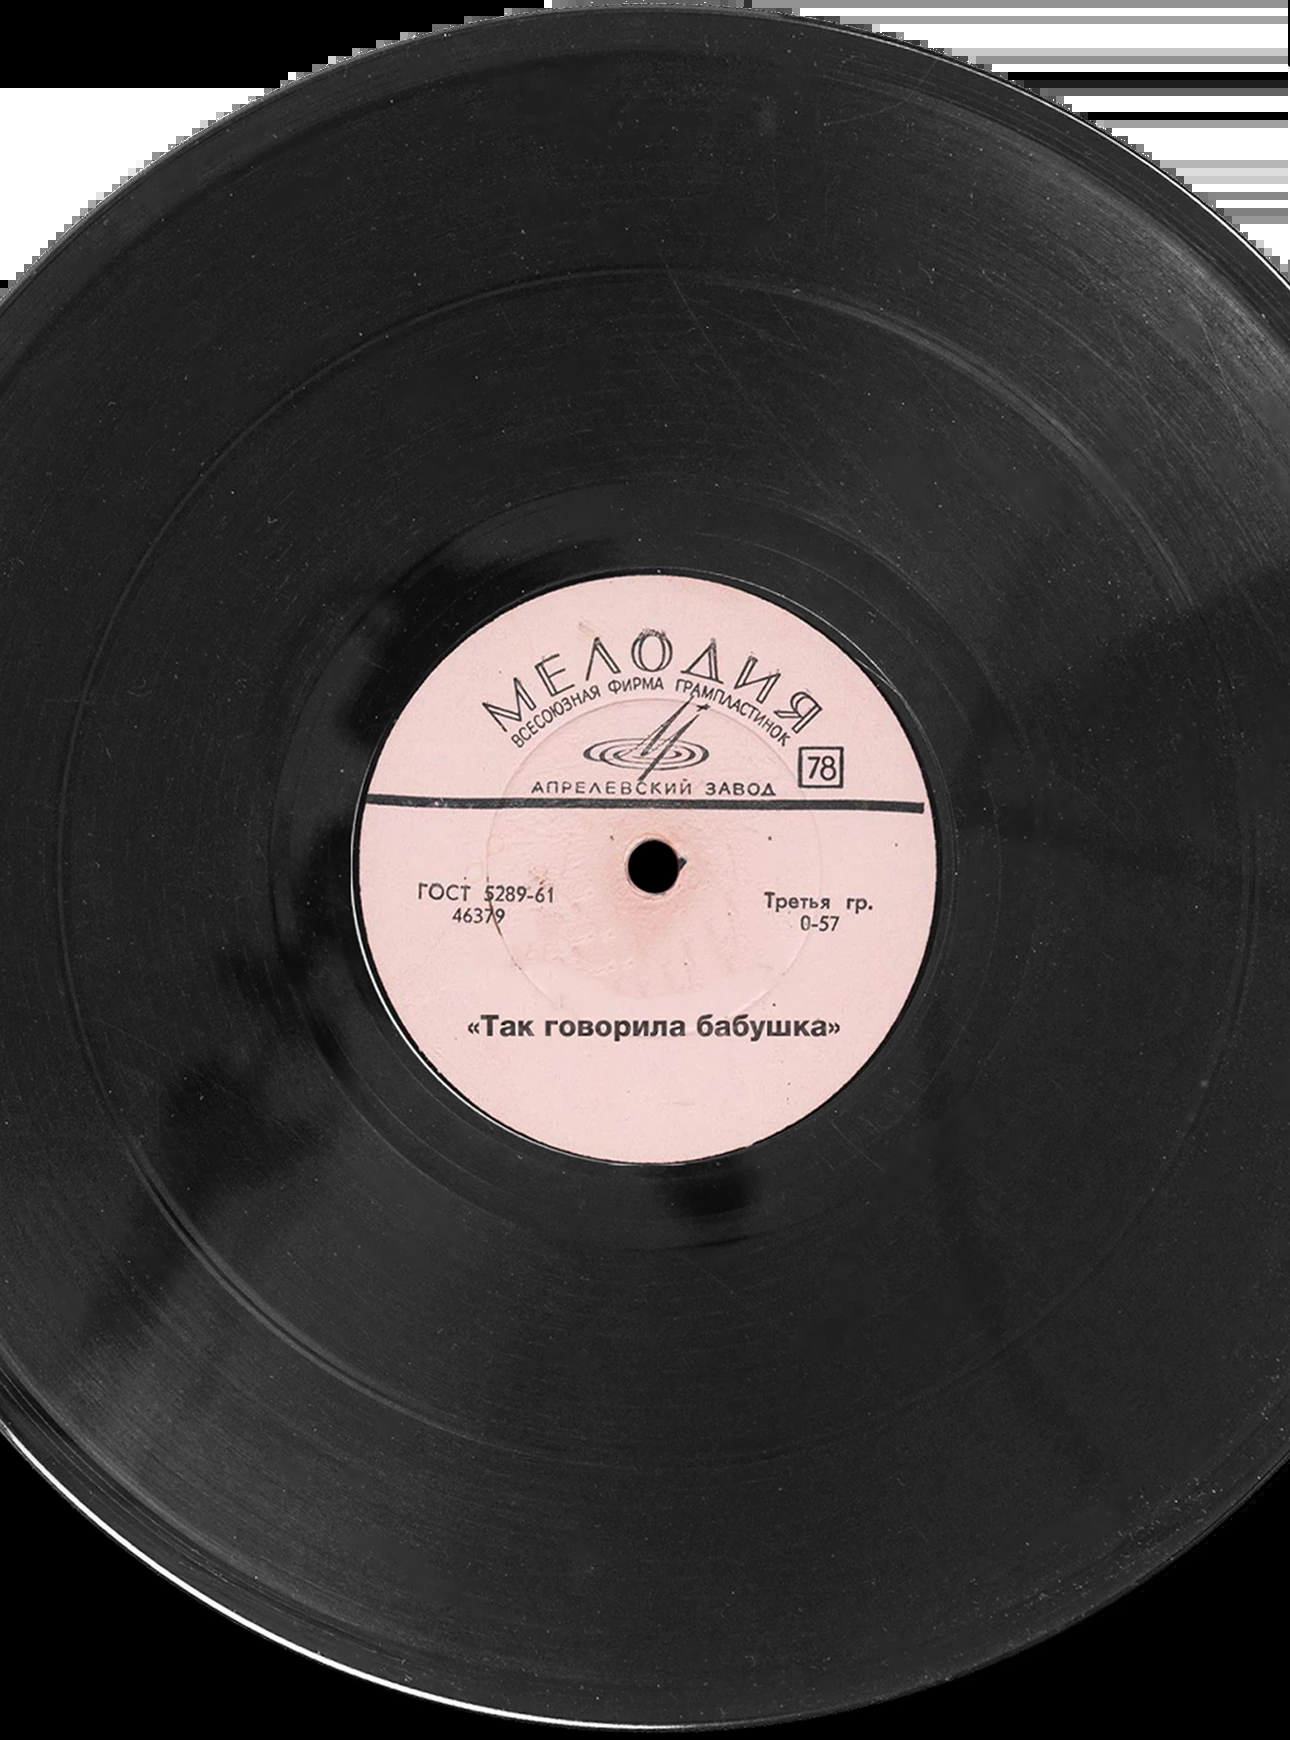 МЕЛОДИЯ
ВСЕСОЮЗНАЯ ФИРМА ГРАМПЛАСТИНОК
78
АПРЕЛЕВСКИЙ ЗАВОД
ГОСТ 5289-61
46379
Третья гр.
0-57
«Так говорила бабушка»